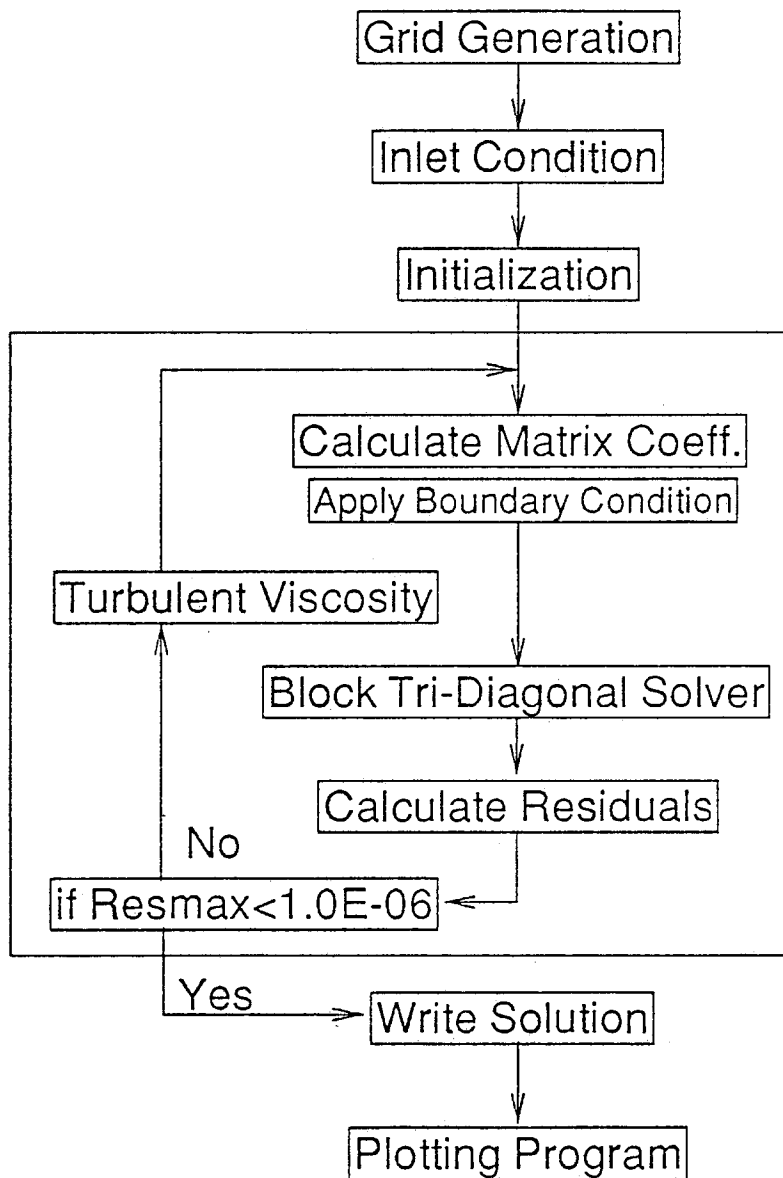 Grid Generation
Inlet Condition
Initialization
Calculate Matrix Coeff.
Apply Boundary Condition
Turbulent Viscosity
Block Tri-Diagonal Solver
Calculate Residuals
No
if Resmax<1.0E-06
Yes
Write Solution
Plotting Program